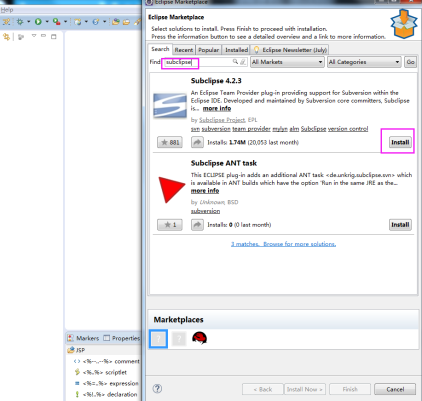 Help
Eclipse Marketplace
Eclipse Marketplace
Select solutions to install. Press Finish to proceed with installation.
Press the information button to see a detailed overview and a link to more information.
Search Recent Popular Installed Eclipse Newsletter (July)
Find: subclipse All Markets All Categories Go
Subclipse 4.2.3
An Eclipse Team Provider plug-in providing support for Subversion within the
Eclipse IDE. Developed and maintained by Subversion core committers, Subclipse
is... more info
by Subclipse Project, EPL
svn subversion team provider mylyn alm Subclipse version control
881 Installs: 1.74M (20,053 last month) Install
Subclipse ANT task
This ECLIPSE plug-in adds an additional ANT task <de.unkrig.subclipse.svn> which
is available in ANT builds which have the option 'Run in the same JRE as the...
more info
by Unknown, BSD
subversion
1 Installs: 0 (0 last month) Install
3 matches. Browse for more solutions.
Marketplaces
Markers Properties
JSP
<%--..--%> comment
<%..%> scriptlet
<%=..%> expression
<%!..%> declaration
? < Back Install Now > Finish Cancel